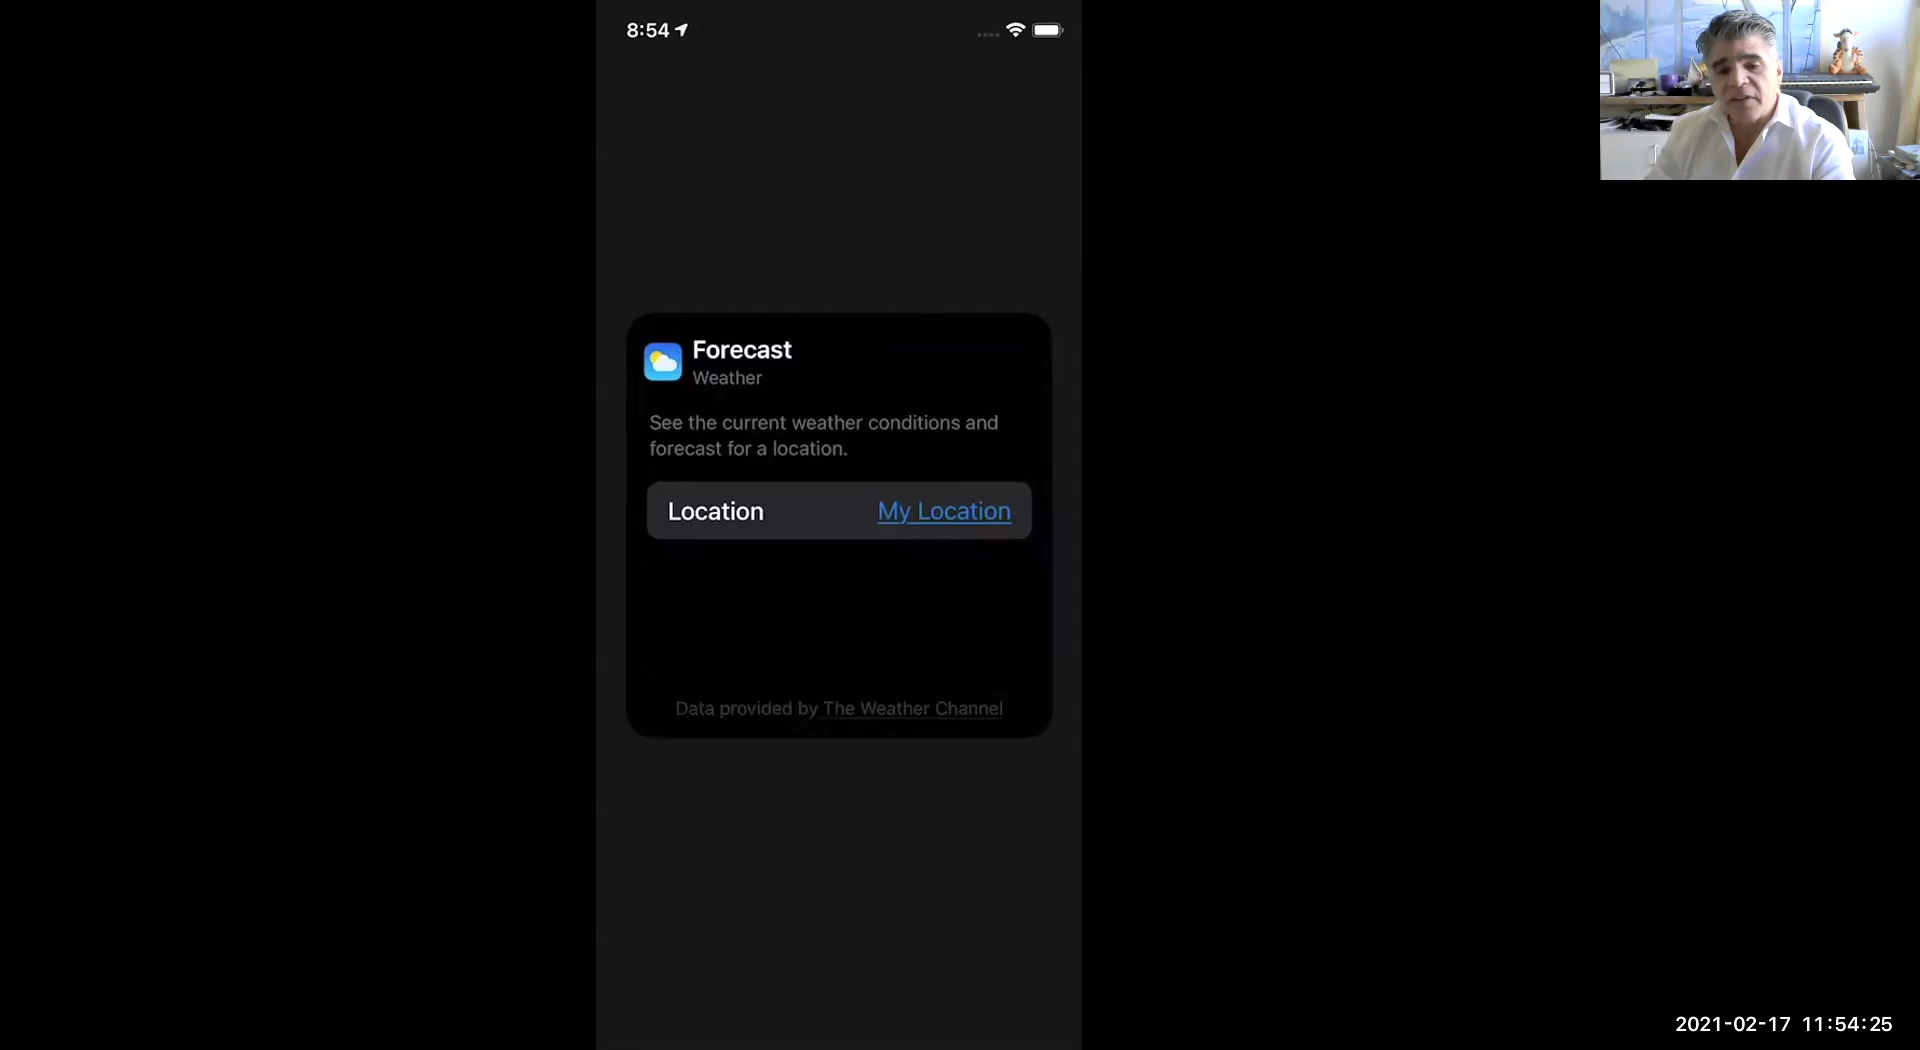 8:54
Forecast
Weather
See the current weather conditions and
forecast for a location.
Location My Location
Data provided by The Weather Channel
2021-02-17 11:54:25